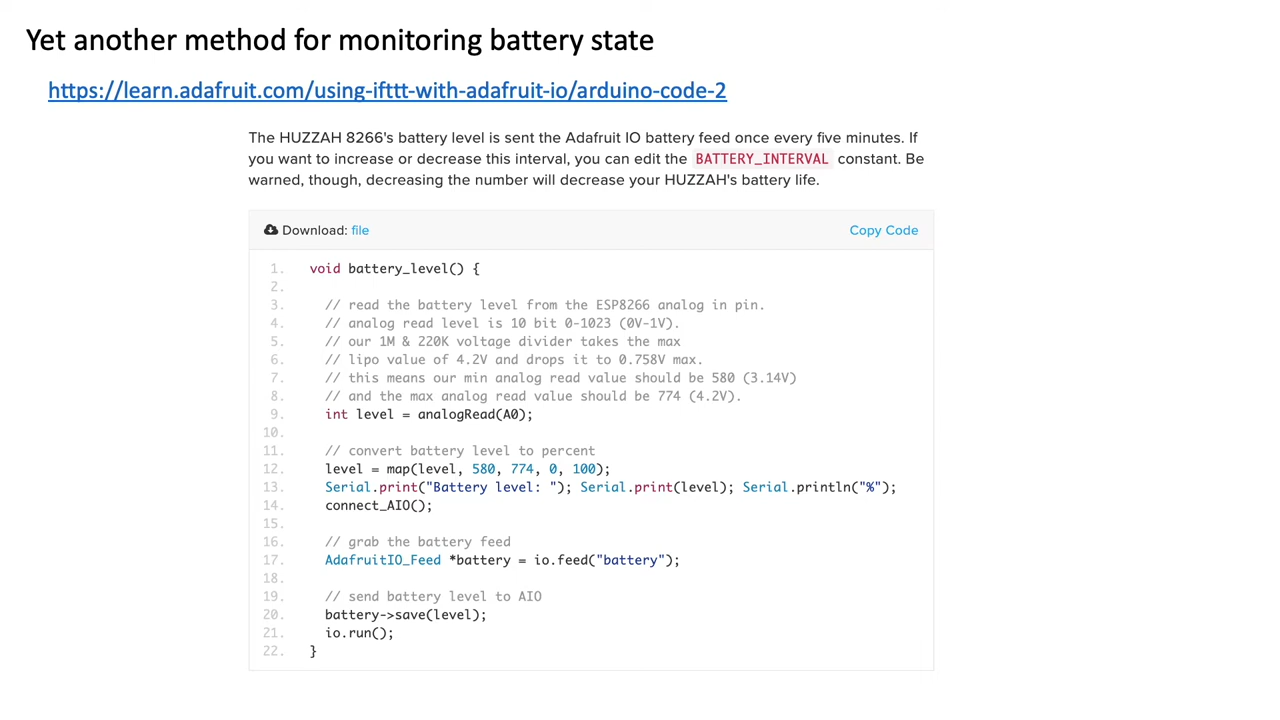 Yet another method for monitoring battery state
https://learn.adafruit.com/using-ifttt-with-adafruit-io/arduino-code-2
The HUZZAH 8266's battery level is sent the Adafruit IO battery feed once every five minutes. If
you want to increase or decrease this interval, you can edit the BATTERY_INTERVAL constant. Be
warned, though, decreasing the number will decrease your HUZZAH's battery life.
Download: file Copy Code
1. void battery_level() {
2.
3. // read the battery level from the ESP8266 analog in pin.
4. // analog read level is 10 bit 0-1023 (0V-1V).
5. // our 1M & 220K voltage divider takes the max
6. // lipo value of 4.2V and drops it to 0.758V max.
7. // this means our min analog read value should be 580 (3.14V)
8. // and the max analog read value should be 774 (4.2V).
9. int level = analogRead(A0);
10.
11. // convert battery level to percent
12. level = map(level, 580, 774, 0, 100);
13. Serial.print("Battery level: "); Serial.print(level); Serial.println("%");
14. connect_AIO();
15.
16. // grab the battery feed
17. AdafruitIO_Feed *battery = io.feed("battery");
18.
19. // send battery level to AIO
20. battery->save(level);
21. io.run();
22. }